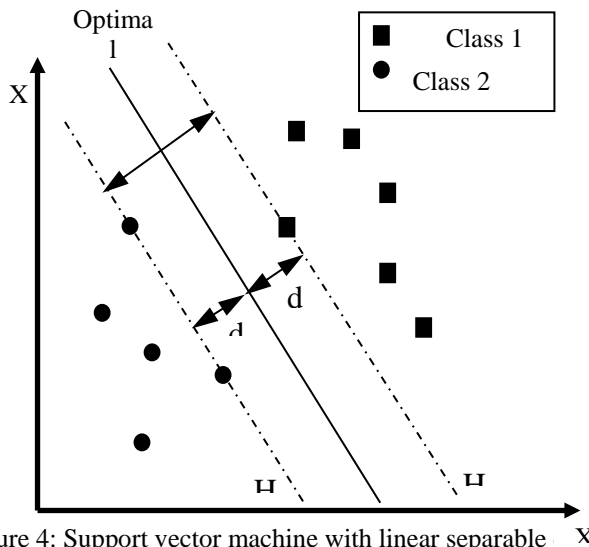 Optima
l
Class 1
Class 2
X
d
d
H
H
X
ure 4: Support vector machine with linear separable